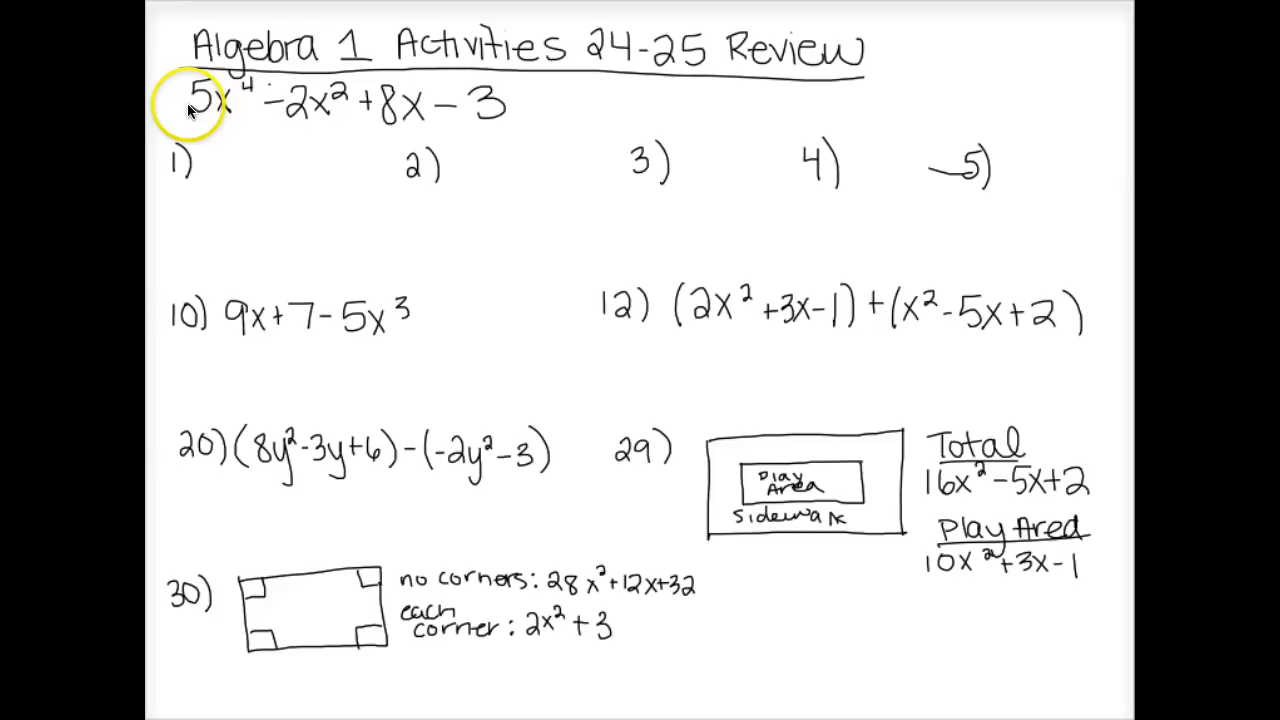 Algebra 1 Activities 24-25 Review
5x⁴ - 2x² + 8x - 3
1) 2) 3) 4) 5)
10) 9x + 7 - 5x³ 12) (2x² + 3x - 1) + (x² - 5x + 2)
20) (8y² - 3y + 6) - (-2y² - 3) 29)
Play
Area
Sidewalk
Total
16x² - 5x + 2
Play Area
10x² + 3x - 1
30) no corners: 28x² + 12x + 32
each
corner: 2x² + 3